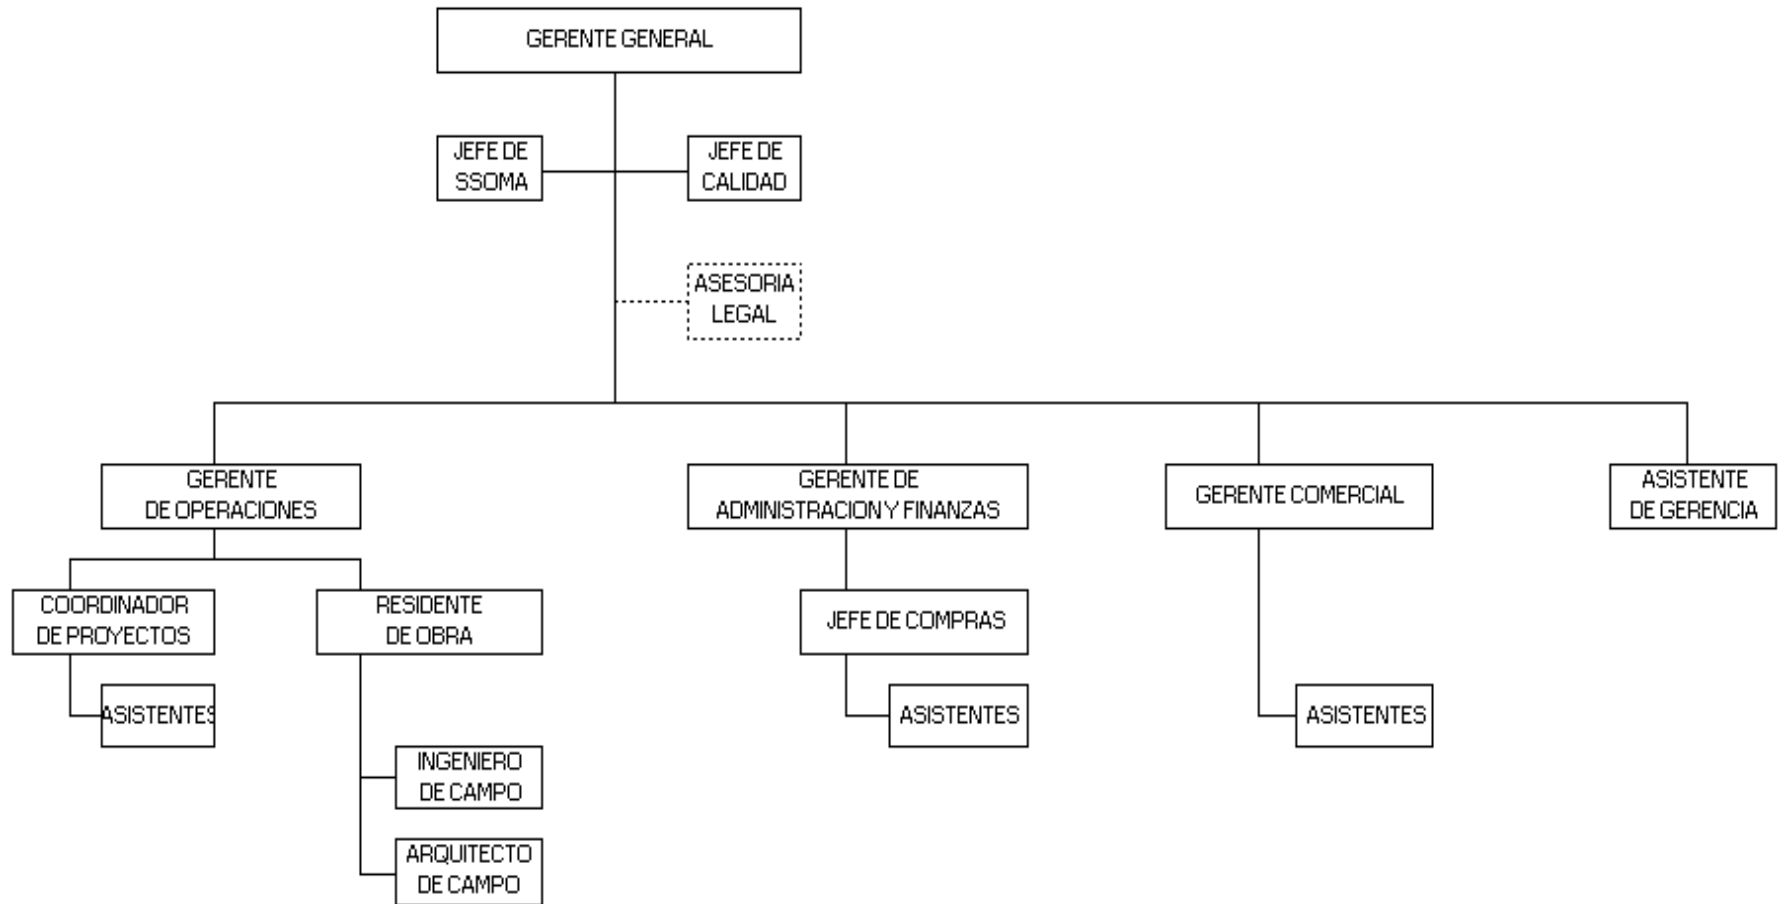 GERENTE GENERAL
JEFE DE
SSOMA
JEFE DE
CALIDAD
ASESORIA
LEGAL
GERENTE
DE OPERACIONES
GERENTE DE
ADMINISTRACION Y FINANZAS
GERENTE COMERCIAL
ASISTENTE
DE GERENCIA
COORDINADOR
DE PROYECTOS
RESIDENTE
DE OBRA
JEFE DE COMPRAS
ASISTENTES
ASISTENTES
ASISTENTES
INGENIERO
DE CAMPO
ARQUITECTO
DE CAMPO